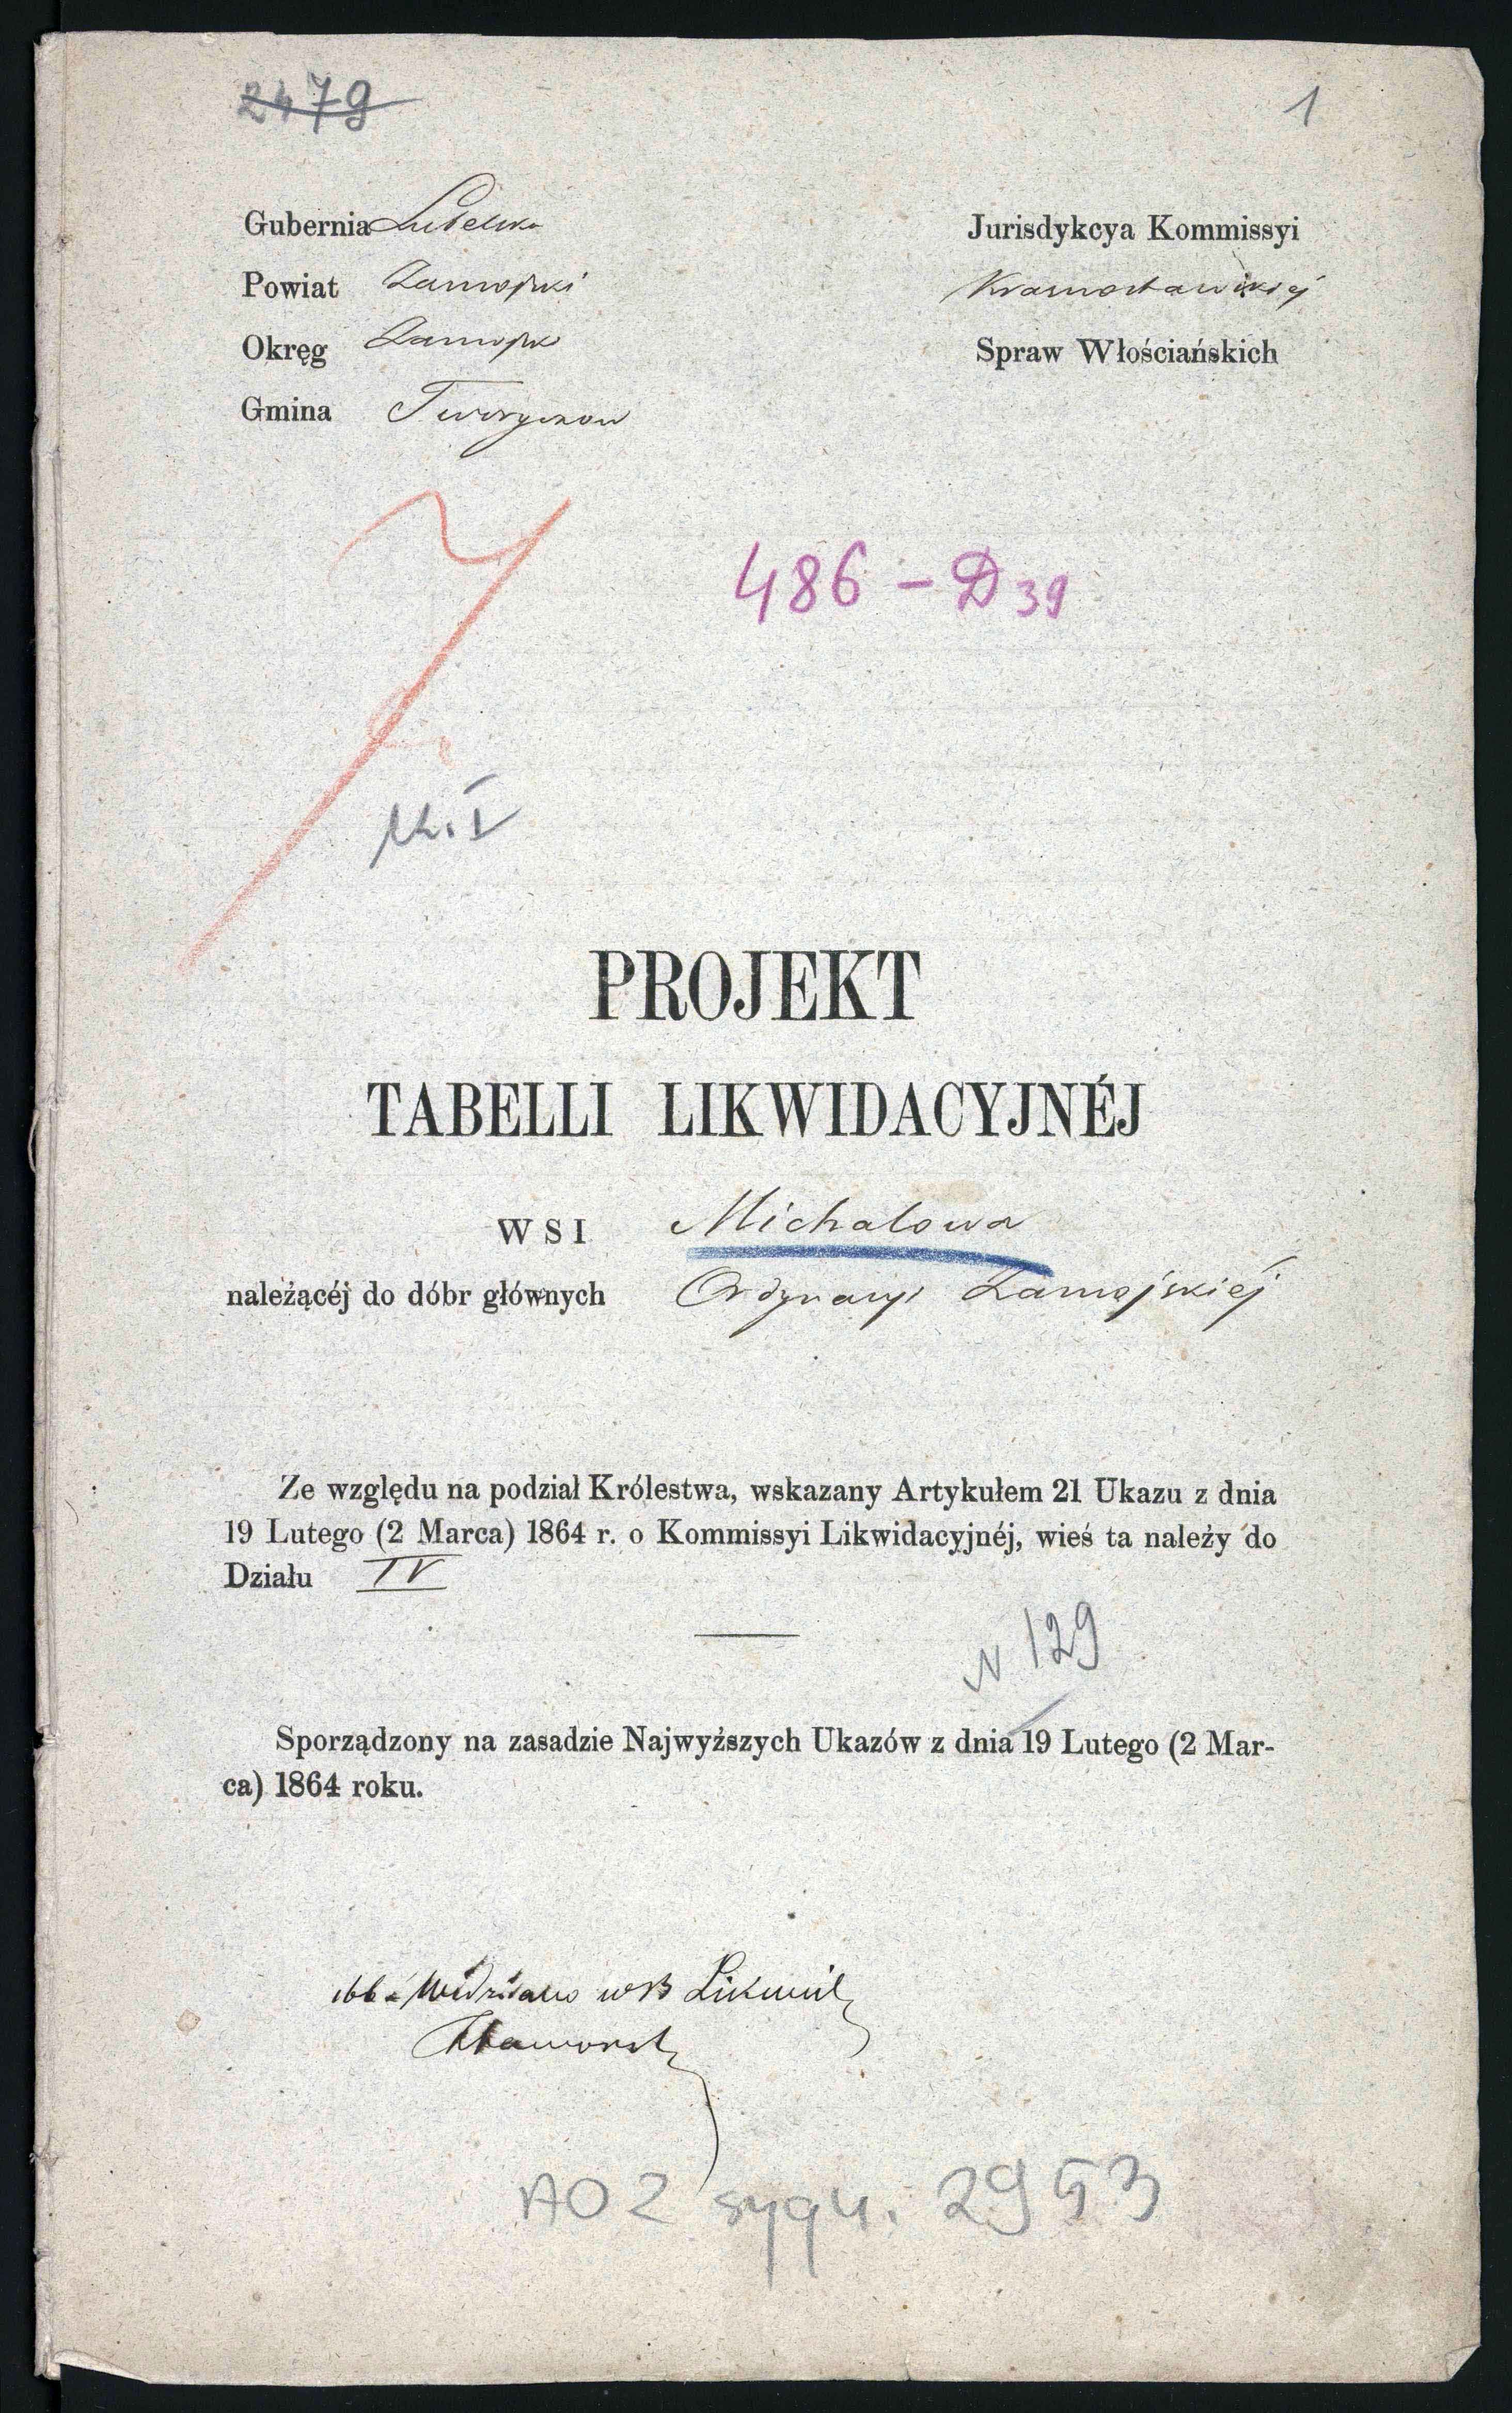 2479
1
Gubernia Lubelska
Jurisdykcya Kommissyi
Powiat Zamojski
Krasnostawskiéj
Okręg Zamojski
Spraw Włościańskich
Gmina Tworyczow
486 - D 39
PROJEKT
TABELLI LIKWIDACYJNÉJ
WSI Michalowa
należącéj do dóbr głównych Ordynacyi Zamojskiéj
Ze względu na podział Królestwa, wskazany Artykułem 21 Ukazu z dnia
19 Lutego (2 Marca) 1864 r. o Kommissyi Likwidacyjnéj, wieś ta należy do
Działu IV
N 129
Sporządzony na zasadzie Najwyższych Ukazów z dnia 19 Lutego (2 Mar-
ca) 1864 roku.
AOZ sygn. 2953